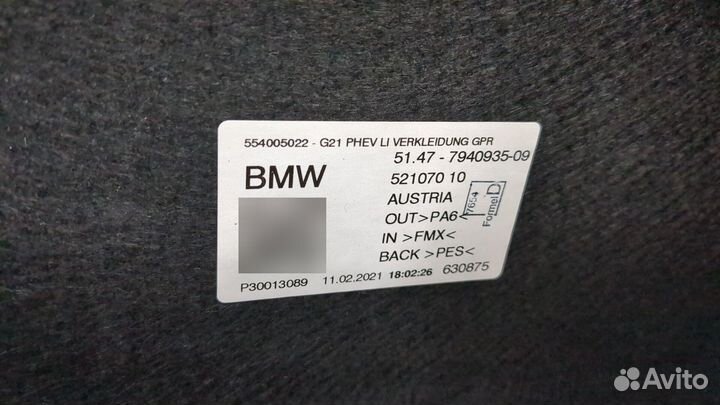 554005022 - G21 PHEV LI VERKLEIDUNG GPR
BMW
51.47 - 7940935-09
521070 10
AUSTRIA
OUT>PA6<
IN >FMX<
BACK >PES<
7654
Formel D
P30013089 11.02.2021 18:02:26 630875
Avito